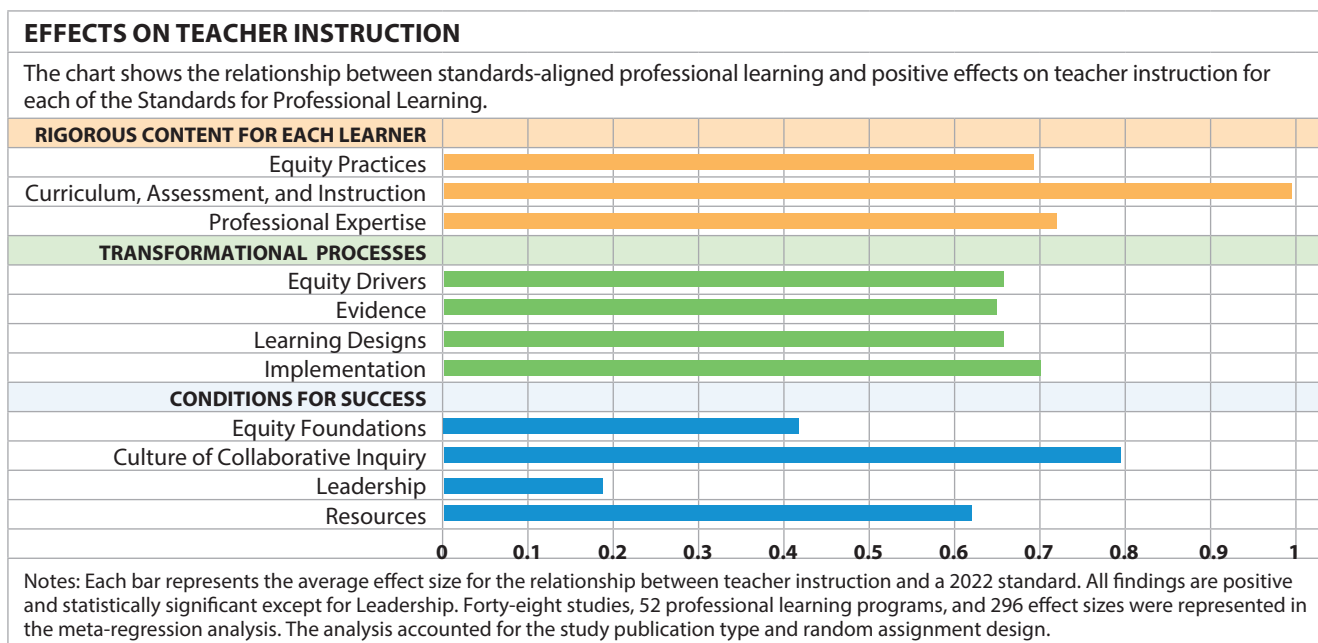 EFFECTS ON TEACHER INSTRUCTION
The chart shows the relationship between standards-aligned professional learning and positive effects on teacher instruction for
each of the Standards for Professional Learning.
RIGOROUS CONTENT FOR EACH LEARNER
Equity Practices
Curriculum, Assessment, and Instruction
Professional Expertise
TRANSFORMATIONAL PROCESSES
Equity Drivers
Evidence
Learning Designs
Implementation
CONDITIONS FOR SUCCESS
Equity Foundations
Culture of Collaborative Inquiry
Leadership
Resources
0 0.1 0.2 0.3 0.4 0.5 0.6 0.7 0.8 0.9 1
Notes: Each bar represents the average effect size for the relationship between teacher instruction and a 2022 standard. All findings are positive
and statistically significant except for Leadership. Forty-eight studies, 52 professional learning programs, and 296 effect sizes were represented in
the meta-regression analysis. The analysis accounted for the study publication type and random assignment design.